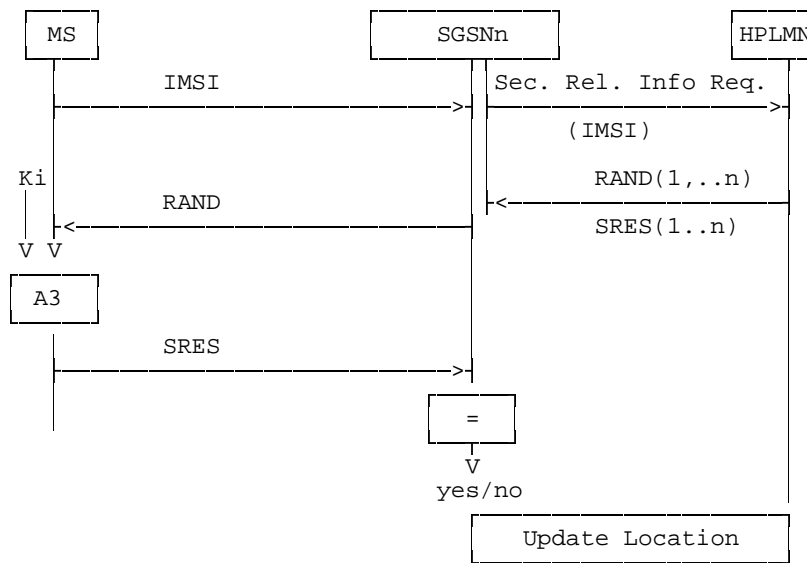 MS SGSNn HPLMN
IMSI Sec. Rel. Info Req.
(IMSI)
Ki RAND(1,..n)
RAND
SRES(1..n)
V V
A3
SRES
=
V
yes/no
Update Location